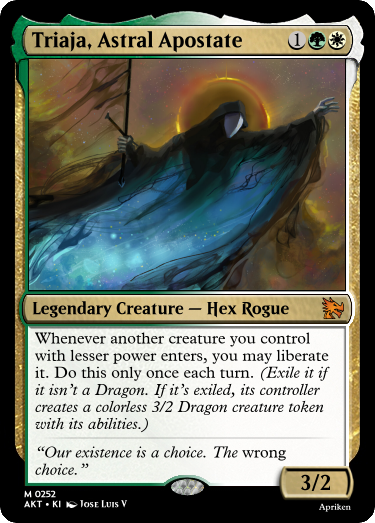 Triaja, Astral Apostate 1
Legendary Creature — Hex Rogue
Whenever another creature you control
with lesser power enters, you may liberate
it. Do this only once each turn. (Exile it if
it isn't a Dragon. If it's exiled, its controller
creates a colorless 3/2 Dragon creature token
with its abilities.)
“Our existence is a choice. The wrong
choice.”
3/2
M 0252
AKT • KI Jose Luis V
Apriken